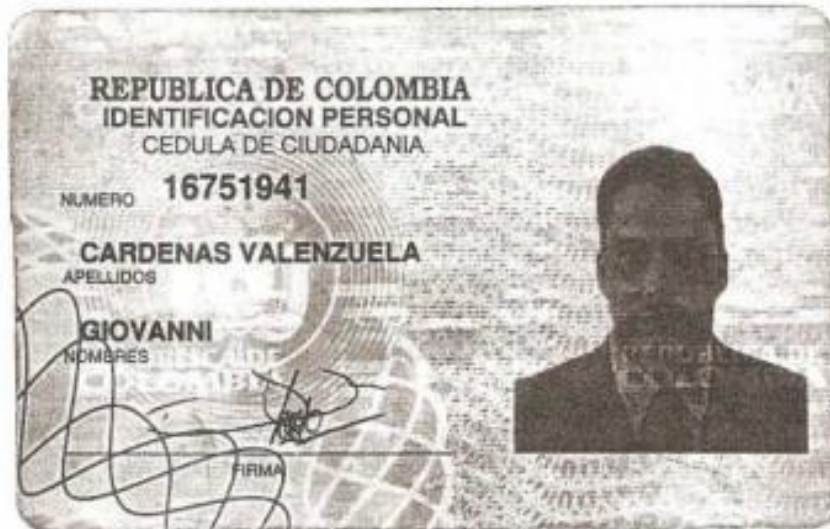 REPUBLICA DE COLOMBIA
IDENTIFICACION PERSONAL
CEDULA DE CIUDADANIA
NUMERO 16751941
CARDENAS VALENZUELA
APELLIDOS
GIOVANNI
NOMBRES
FIRMA